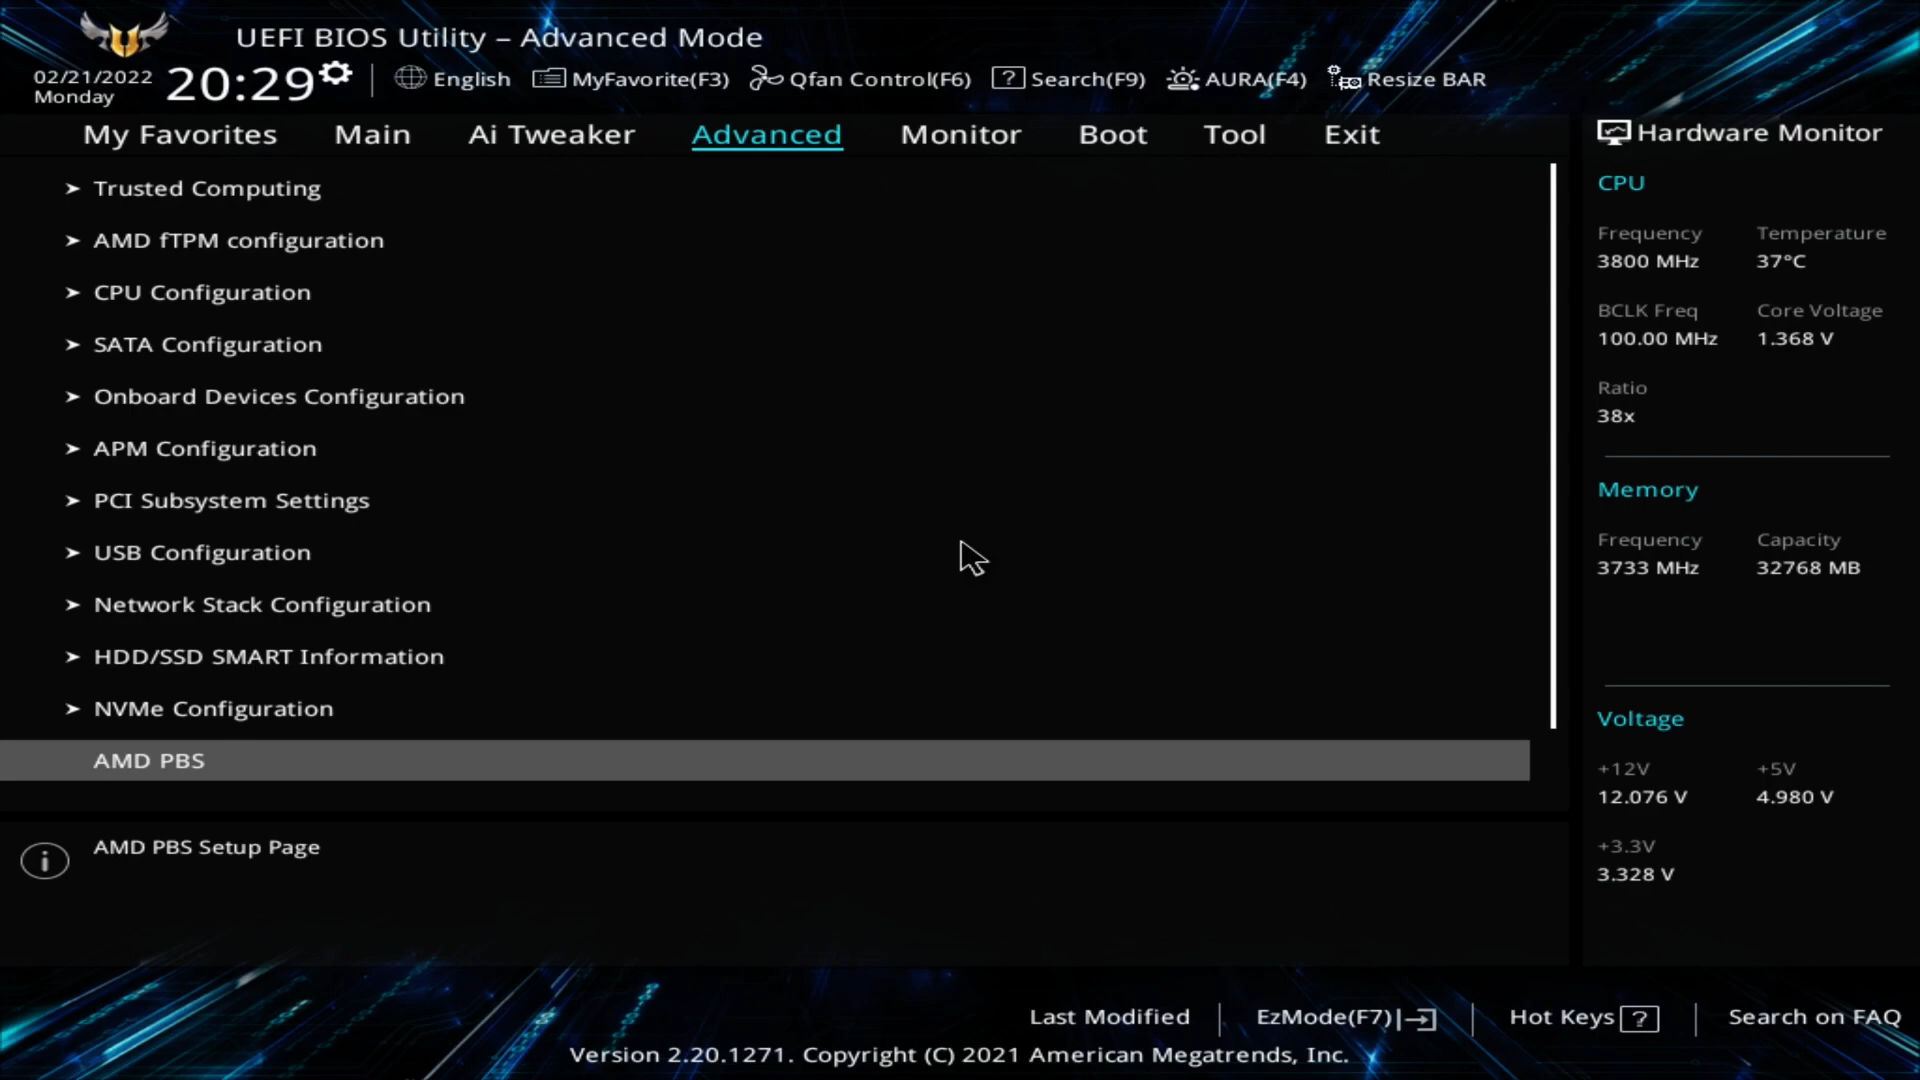 UEFI BIOS Utility – Advanced Mode
02/21/2022
Monday
20:29
English
MyFavorite(F3)
Qfan Control(F6)
? Search(F9)
AURA(F4)
Resize BAR
My Favorites Main Ai Tweaker Advanced Monitor Boot Tool Exit
Trusted Computing
AMD fTPM configuration
CPU Configuration
SATA Configuration
Onboard Devices Configuration
APM Configuration
PCI Subsystem Settings
USB Configuration
Network Stack Configuration
HDD/SSD SMART Information
NVMe Configuration
AMD PBS
AMD PBS Setup Page
Hardware Monitor
CPU
Frequency Temperature
3800 MHz 37°C
BCLK Freq Core Voltage
100.00 MHz 1.368 V
Ratio
38x
Memory
Frequency Capacity
3733 MHz 32768 MB
Voltage
+12V +5V
12.076 V 4.980 V
+3.3V
3.328 V
Last Modified EzMode(F7) Hot Keys ? Search on FAQ
Version 2.20.1271. Copyright (C) 2021 American Megatrends, Inc.